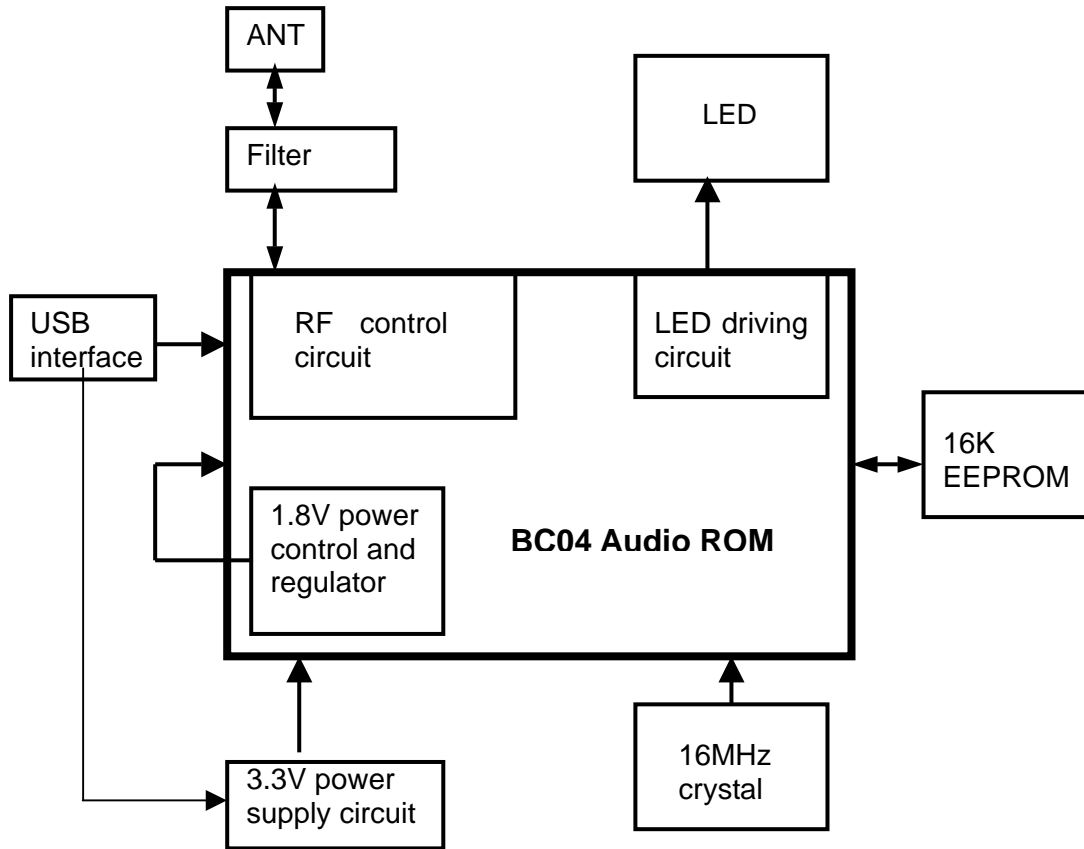 ANT
LED
Filter
USB
interface
RF control
circuit
LED driving
circuit
16K
EEPROM
1.8V power
control and
regulator
BC04 Audio ROM
16MHz
crystal
3.3V power
supply circuit